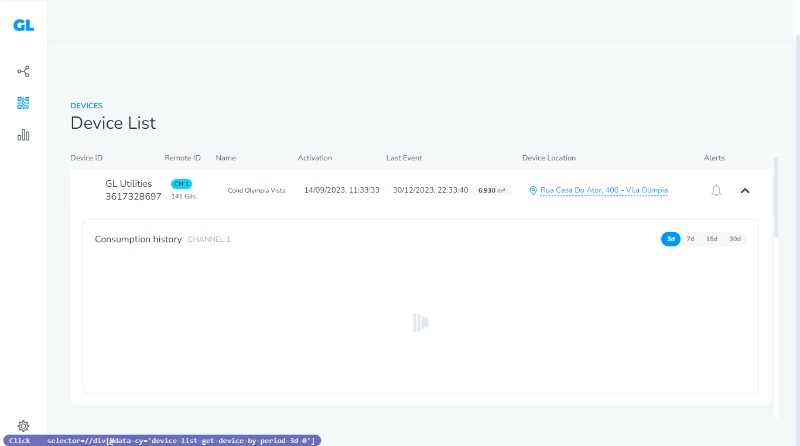 GL
DEVICES
Device List
Device ID Remote ID Name Activation Last Event Device Location Alerts
GL Utilities
3617328697
CH 1
141 Gás
Cond Olympia Vista
14/09/2023, 11:33:33
30/12/2023, 22:33:40
6.930 m³
Rua Casa Do Ator, 400 - Vila Olímpia
Consumption history CHANNEL 1
3d 7d 15d 30d
Click selector=//div[@data-cy='device-list-get-device-by-period-3d-0']